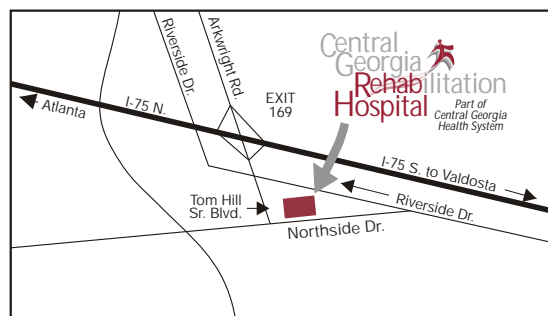 Riverside Dr.
Arkwright Rd.
Central
Georgia
Rehabilitation
Hospital
Part of
Central Georgia
Health System
EXIT
169
Atlanta
I-75 N.
I-75 S. to Valdosta
Tom Hill
Sr. Blvd.
Riverside Dr.
Northside Dr.